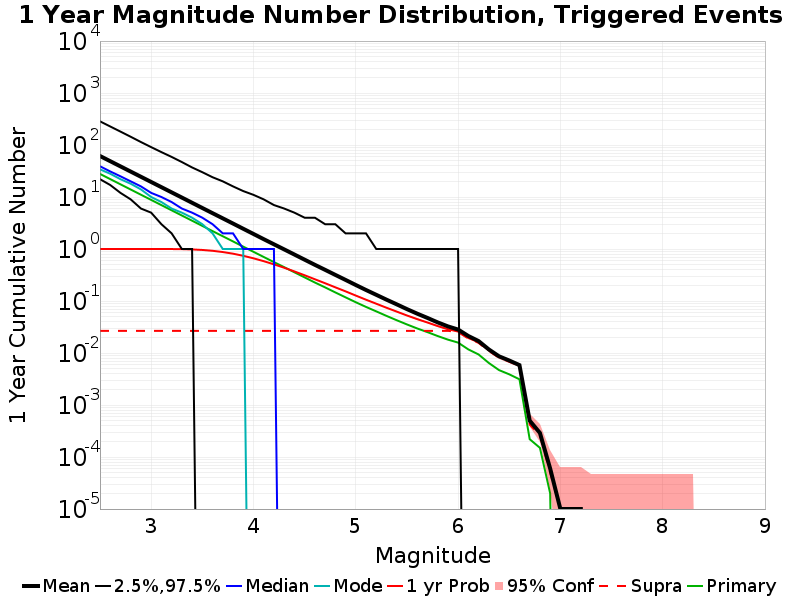 1 Year Magnitude Number Distribution, Triggered Events
10^4
10^3
10^2
10^1
10^0
10^-1
10^-2
10^-3
10^-4
10^-5
1 Year Cumulative Number
3 4 5 6 7 8 9
Magnitude
Mean 2.5%,97.5% Median Mode 1 yr Prob 95% Conf Supra Primary